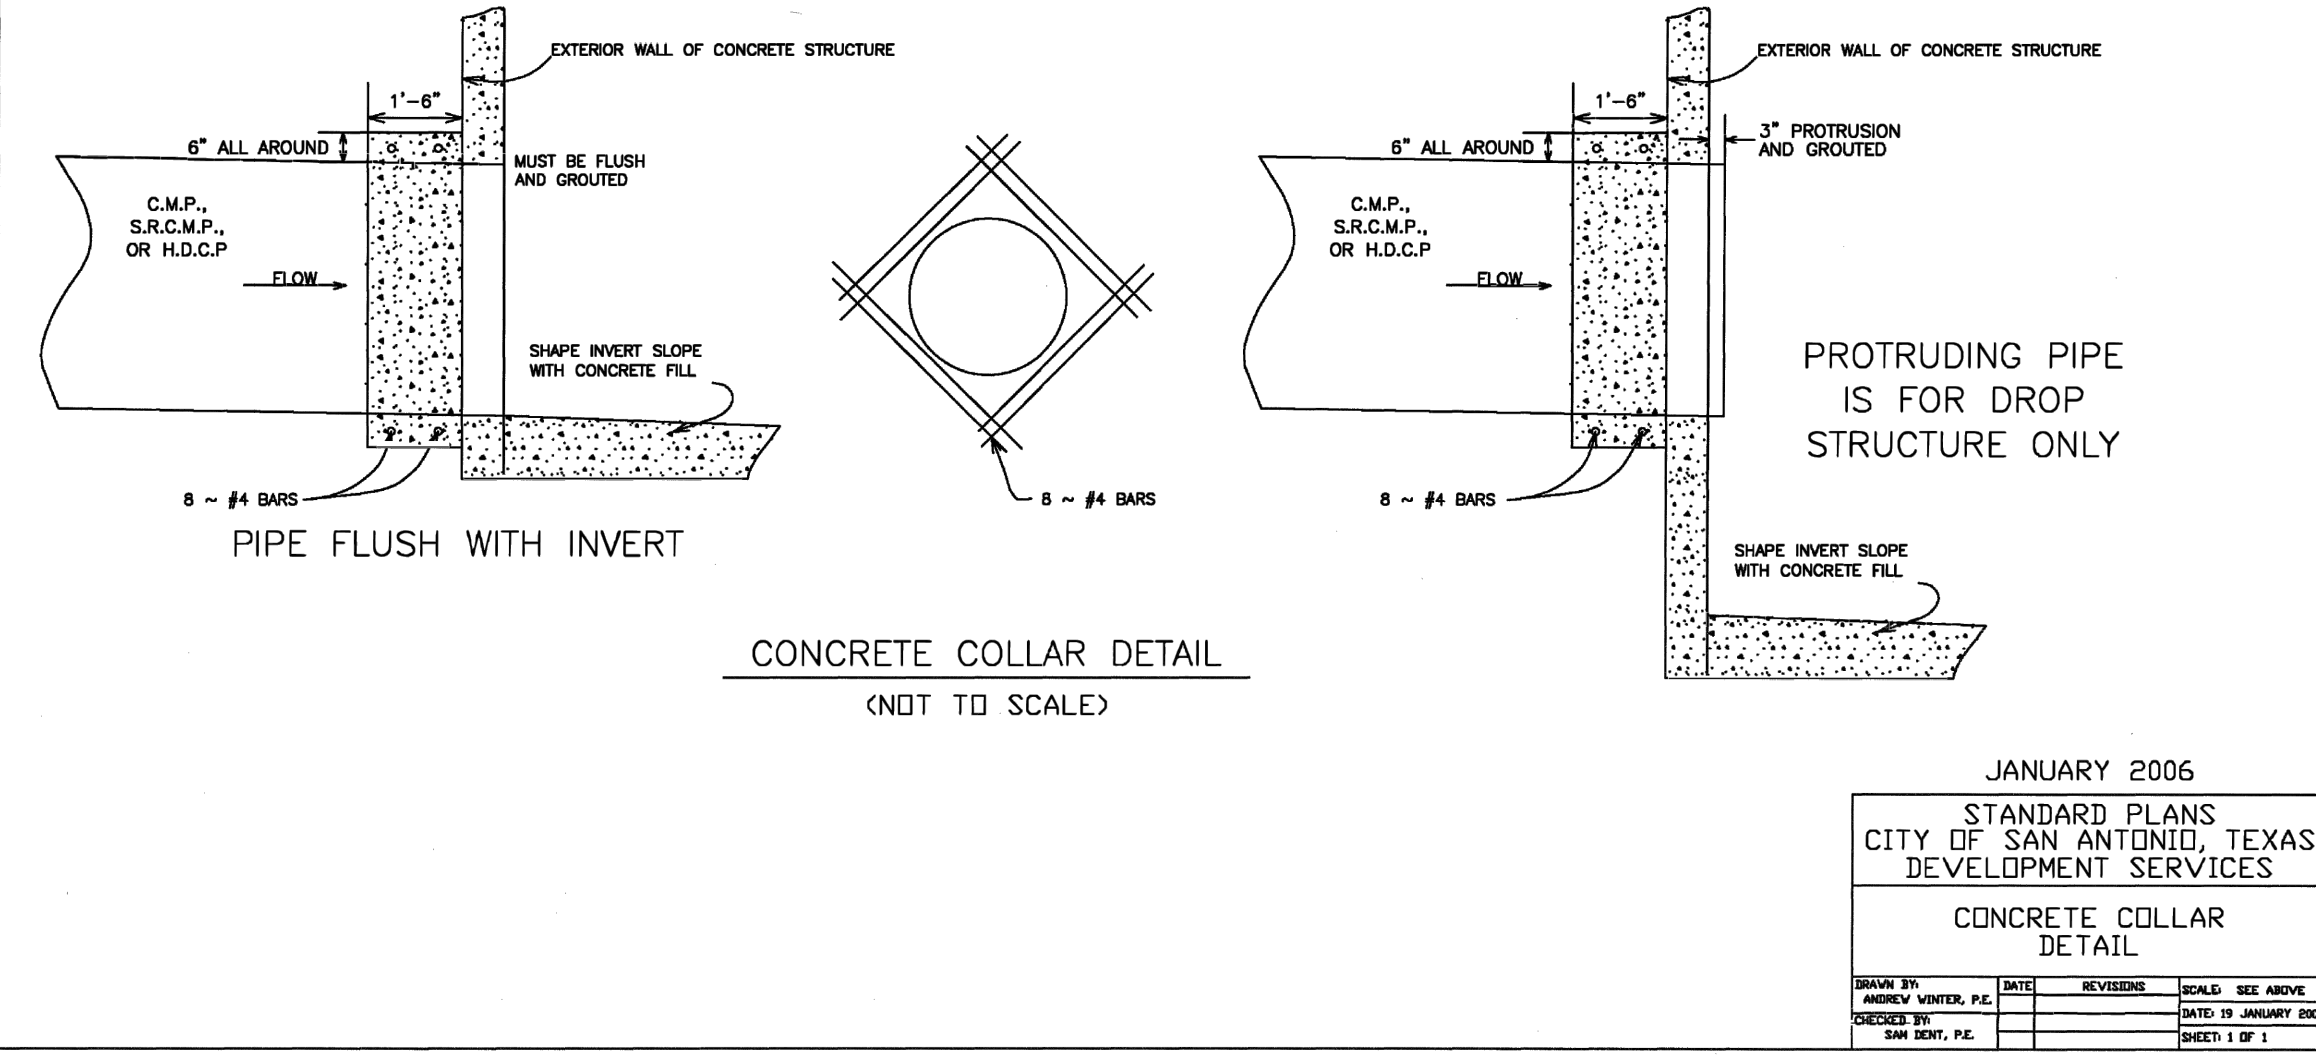 EXTERIOR WALL OF CONCRETE STRUCTURE
1'-6"
6" ALL AROUND
MUST BE FLUSH
AND GROUTED
C.M.P.,
S.R.C.M.P.,
OR H.D.C.P
FLOW
SHAPE INVERT SLOPE
WITH CONCRETE FILL
8 ~ #4 BARS
PIPE FLUSH WITH INVERT
8 ~ #4 BARS
EXTERIOR WALL OF CONCRETE STRUCTURE
1'-6"
6" ALL AROUND
3" PROTRUSION
AND GROUTED
C.M.P.,
S.R.C.M.P.,
OR H.D.C.P
FLOW
PROTRUDING PIPE
IS FOR DROP
STRUCTURE ONLY
8 ~ #4 BARS
SHAPE INVERT SLOPE
WITH CONCRETE FILL
CONCRETE COLLAR DETAIL
(NOT TO SCALE)
JANUARY 2006
STANDARD PLANS
CITY OF SAN ANTONIO, TEXAS
DEVELOPMENT SERVICES
CONCRETE COLLAR
DETAIL
DRAWN BY:
ANDREW WINTER, P.E.
CHECKED BY:
SAM DENT, P.E.
DATE
REVISIONS
SCALE: SEE ABOVE
DATE: 19 JANUARY 200
SHEET: 1 OF 1